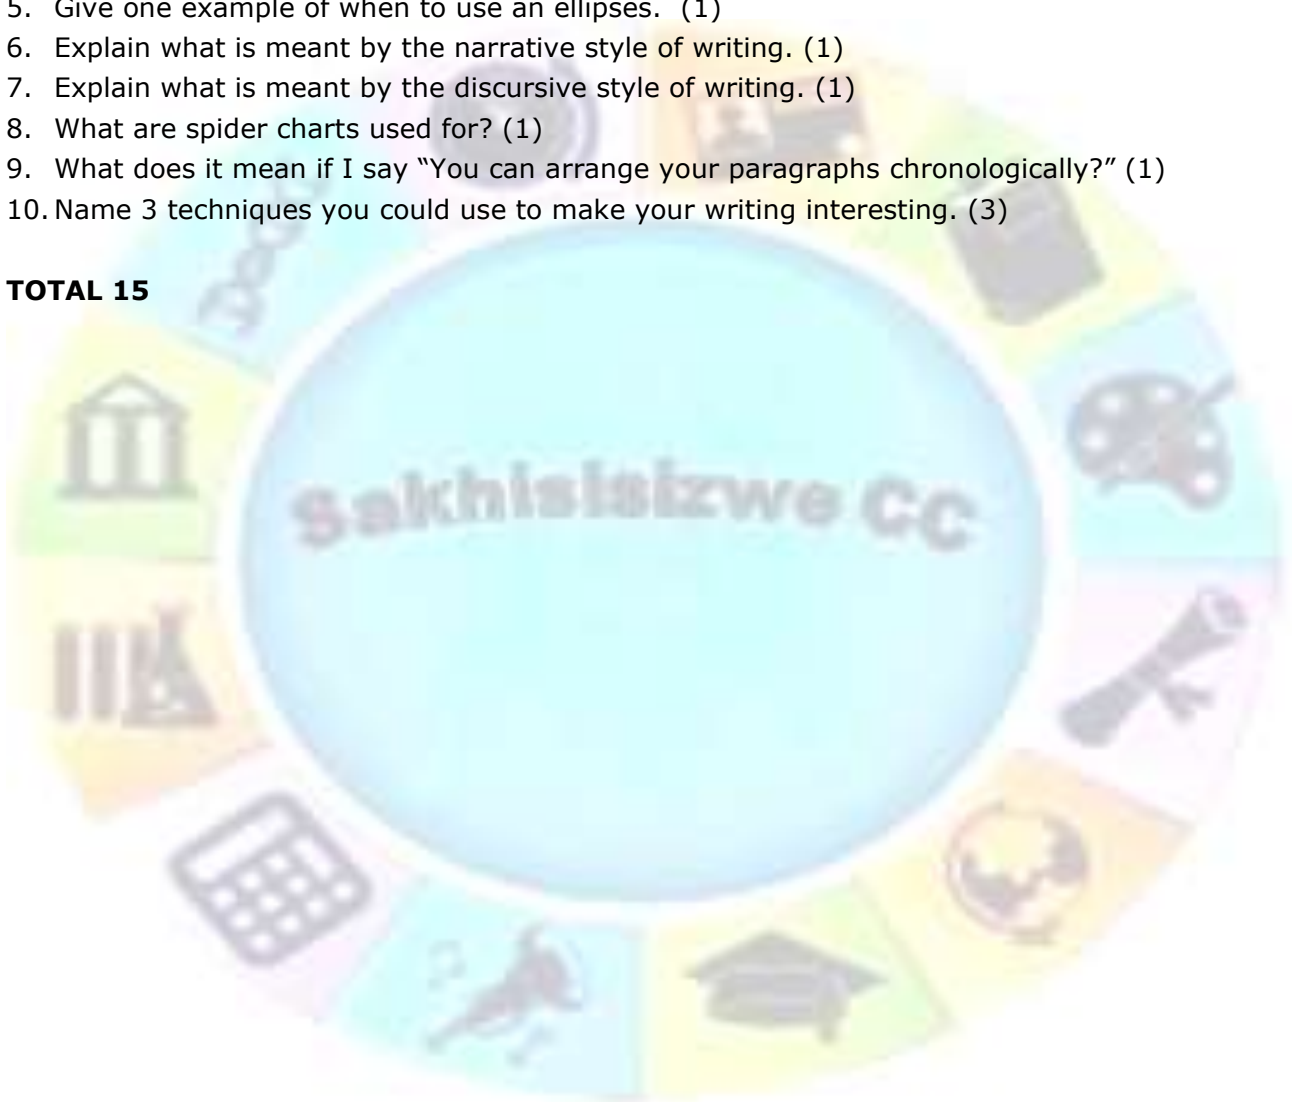 5. Give one example of when to use an ellipses. (1)
6. Explain what is meant by the narrative style of writing. (1)
7. Explain what is meant by the discursive style of writing. (1)
8. What are spider charts used for? (1)
9. What does it mean if I say “You can arrange your paragraphs chronologically?” (1)
10. Name 3 techniques you could use to make your writing interesting. (3)
TOTAL 15
Sakhisisizwe CC